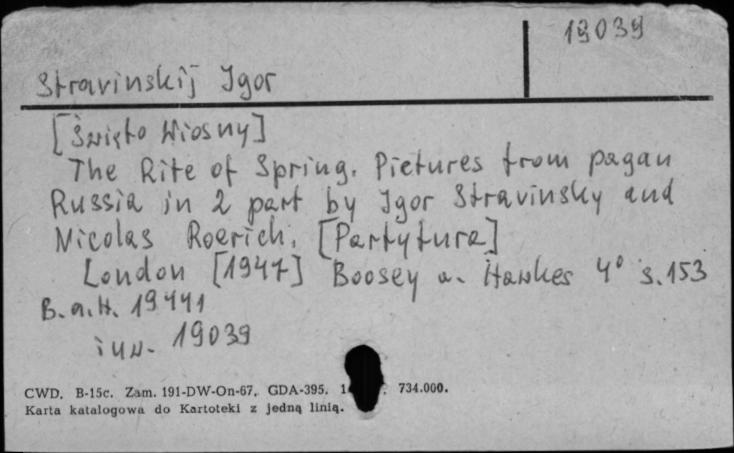 19039
Stravinskij Igor
[Święto Wiosny]
The Rite of Spring. Pictures from pagan
Russia in 2 part by Igor Stravinsky and
Nicolas Roerich. [Partytura]
London [1947] Boosey a. Hawkes 4° s. 153
B. a. H. 19441
inw. 19039
CWD. B-15c. Zam. 191-DW-On-67. GDA-395. 734.000.
Karta katalogowa do Kartoteki z jedną linią.